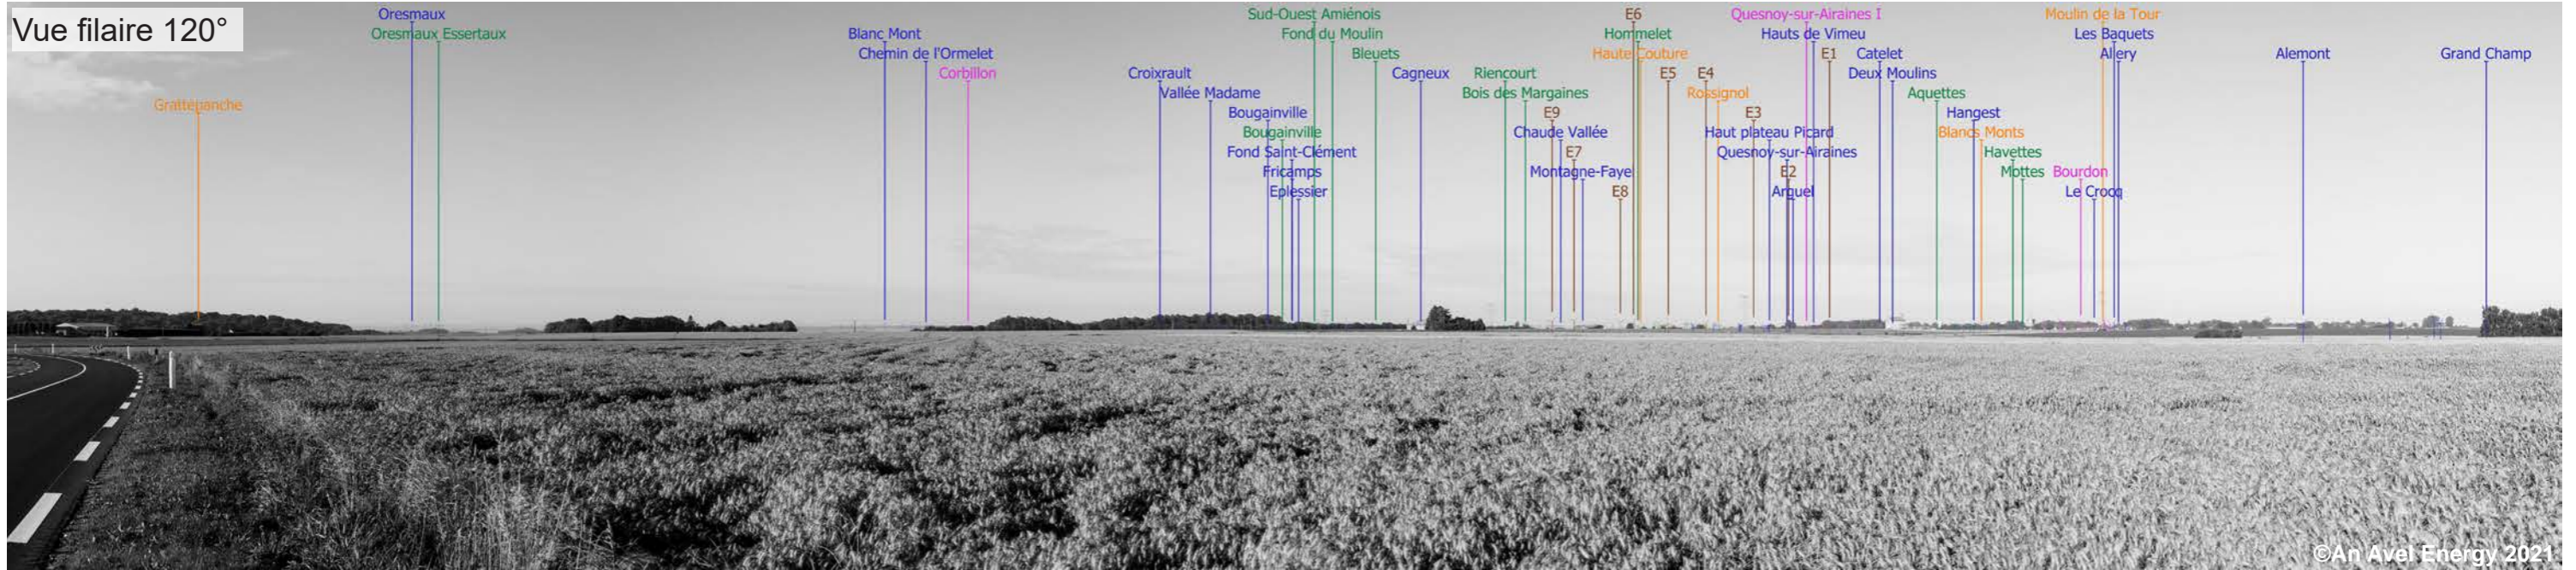 Vue filaire 120°
Oresmaux
Oresmaux Essertaux
Grattepanche
Blanc Mont
Chemin de l'Ormelet
Corbillon
Croixrault
Vallée Madame
Sud-Ouest Amiénois
Fond du Moulin
Bleuets
Cagneux
Bougainville
Bougainville
Fond Saint-Clément
Fricamps
Eplessier
Riencourt
Bois des Margaines
E9
Chaude Vallée
E7
Montagne-Faye
E8
E6
Hommelet
Haute Couture
E5
E4
Rossignol
E3
Haut plateau Picard
Quesnoy-sur-Airaines
E2
Arguel
Quesnoy-sur-Airaines I
Hauts de Vimeu
E1
Catelet
Deux Moulins
Aquettes
Hangest
Blancs Monts
Havettes
Mottes
Bourdon
Le Crocq
Moulin de la Tour
Les Baquets
Allery
Alemont
Grand Champ
©An Avel Energy 2021